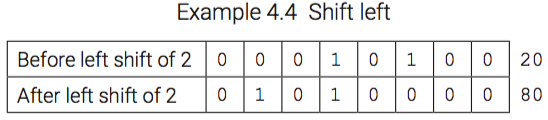 Example 4.4 Shift left
Before left shift of 2 0 0 0 1 0 1 0 0 20
After left shift of 2 0 1 0 1 0 0 0 0 80